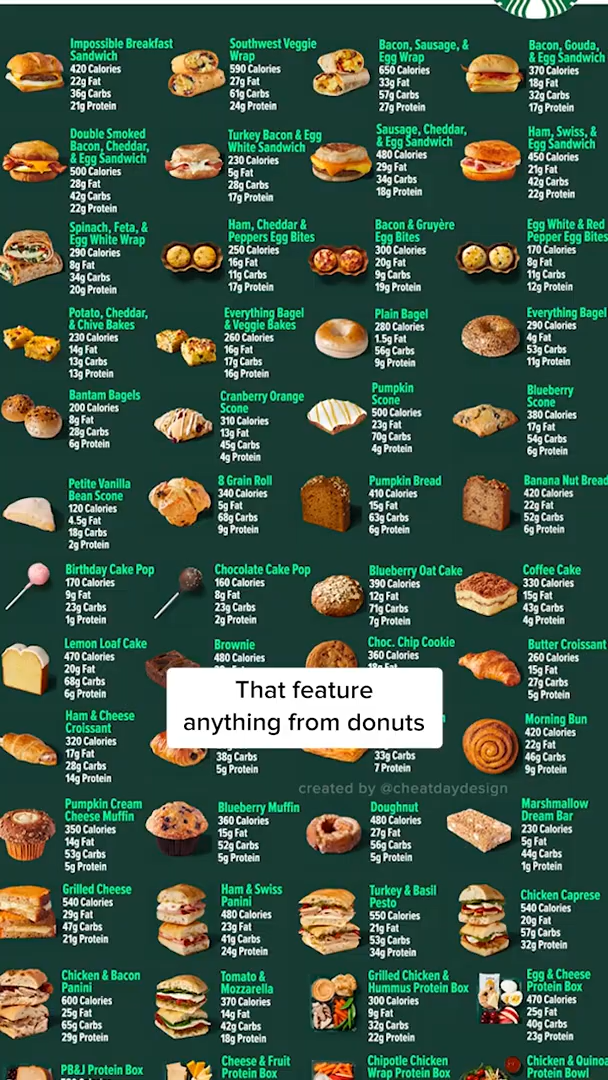 Impossible Breakfast
Sandwich
420 Calories
22g Fat
36g Carbs
21g Protein
Southwest Veggie
Wrap
590 Calories
27g Fat
61g Carbs
24g Protein
Bacon, Sausage, &
Egg Wrap
650 Calories
33g Fat
57g Carbs
27g Protein
Bacon, Gouda,
& Egg Sandwich
370 Calories
18g Fat
32g Carbs
17g Protein
Double Smoked
Bacon, Cheddar,
& Egg Sandwich
500 Calories
28g Fat
42g Carbs
22g Protein
Turkey Bacon & Egg
White Sandwich
230 Calories
5g Fat
28g Carbs
17g Protein
Sausage, Cheddar,
& Egg Sandwich
480 Calories
29g Fat
34g Carbs
18g Protein
Ham, Swiss, &
Egg Sandwich
450 Calories
21g Fat
42g Carbs
22g Protein
Spinach, Feta, &
Egg White Wrap
290 Calories
8g Fat
34g Carbs
20g Protein
Ham, Cheddar &
Peppers Egg Bites
250 Calories
16g Fat
11g Carbs
17g Protein
Bacon & Gruyère
Egg Bites
300 Calories
20g Fat
9g Carbs
19g Protein
Egg White & Red
Pepper Egg Bites
170 Calories
8g Fat
11g Carbs
12g Protein
Potato, Cheddar,
& Chive Bakes
230 Calories
14g Fat
13g Carbs
13g Protein
Everything Bagel
& Veggie Bakes
260 Calories
16g Fat
17g Carbs
16g Protein
Plain Bagel
280 Calories
1.5g Fat
56g Carbs
9g Protein
Everything Bagel
290 Calories
4g Fat
53g Carbs
11g Protein
Bantam Bagels
200 Calories
8g Fat
28g Carbs
6g Protein
Cranberry Orange
Scone
310 Calories
13g Fat
45g Carbs
4g Protein
Pumpkin
Scone
500 Calories
23g Fat
70g Carbs
4g Protein
Blueberry
Scone
380 Calories
17g Fat
54g Carbs
6g Protein
Petite Vanilla
Bean Scone
120 Calories
4.5g Fat
18g Carbs
2g Protein
8 Grain Roll
340 Calories
5g Fat
68g Carbs
9g Protein
Pumpkin Bread
410 Calories
15g Fat
63g Carbs
6g Protein
Banana Nut Bread
420 Calories
22g Fat
52g Carbs
6g Protein
Birthday Cake Pop
170 Calories
9g Fat
23g Carbs
1g Protein
Chocolate Cake Pop
160 Calories
8g Fat
23g Carbs
2g Protein
Blueberry Oat Cake
390 Calories
12g Fat
71g Carbs
7g Protein
Coffee Cake
330 Calories
15g Fat
43g Carbs
4g Protein
Lemon Loaf Cake
470 Calories
20g Fat
68g Carbs
6g Protein
Brownie
480 Calories
Choc. Chip Cookie
360 Calories
18g Fat
Butter Croissant
260 Calories
15g Fat
27g Carbs
5g Protein
That feature
anything from donuts
Ham & Cheese
Croissant
320 Calories
17g Fat
28g Carbs
14g Protein
38g Carbs
5g Protein
33g Carbs
7 Protein
Morning Bun
420 Calories
22g Fat
46g Carbs
9g Protein
created by @cheatdaydesign
Pumpkin Cream
Cheese Muffin
350 Calories
14g Fat
53g Carbs
5g Protein
Blueberry Muffin
360 Calories
15g Fat
52g Carbs
5g Protein
Doughnut
480 Calories
27g Fat
56g Carbs
5g Protein
Marshmallow
Dream Bar
230 Calories
5g Fat
44g Carbs
1g Protein
Grilled Cheese
540 Calories
29g Fat
47g Carbs
21g Protein
Ham & Swiss
Panini
480 Calories
23g Fat
41g Carbs
24g Protein
Turkey & Basil
Pesto
550 Calories
21g Fat
53g Carbs
34g Protein
Chicken Caprese
540 Calories
20g Fat
57g Carbs
32g Protein
Chicken & Bacon
Panini
600 Calories
25g Fat
65g Carbs
29g Protein
Tomato &
Mozzarella
370 Calories
14g Fat
42g Carbs
18g Protein
Grilled Chicken &
Hummus Protein Box
300 Calories
9g Fat
32g Carbs
22g Protein
Egg & Cheese
Protein Box
470 Calories
25g Fat
40g Carbs
23g Protein
PB&J Protein Box
Cheese & Fruit
Protein Box
Chipotle Chicken
Wrap Protein Box
Chicken & Quinoa
Protein Bowl